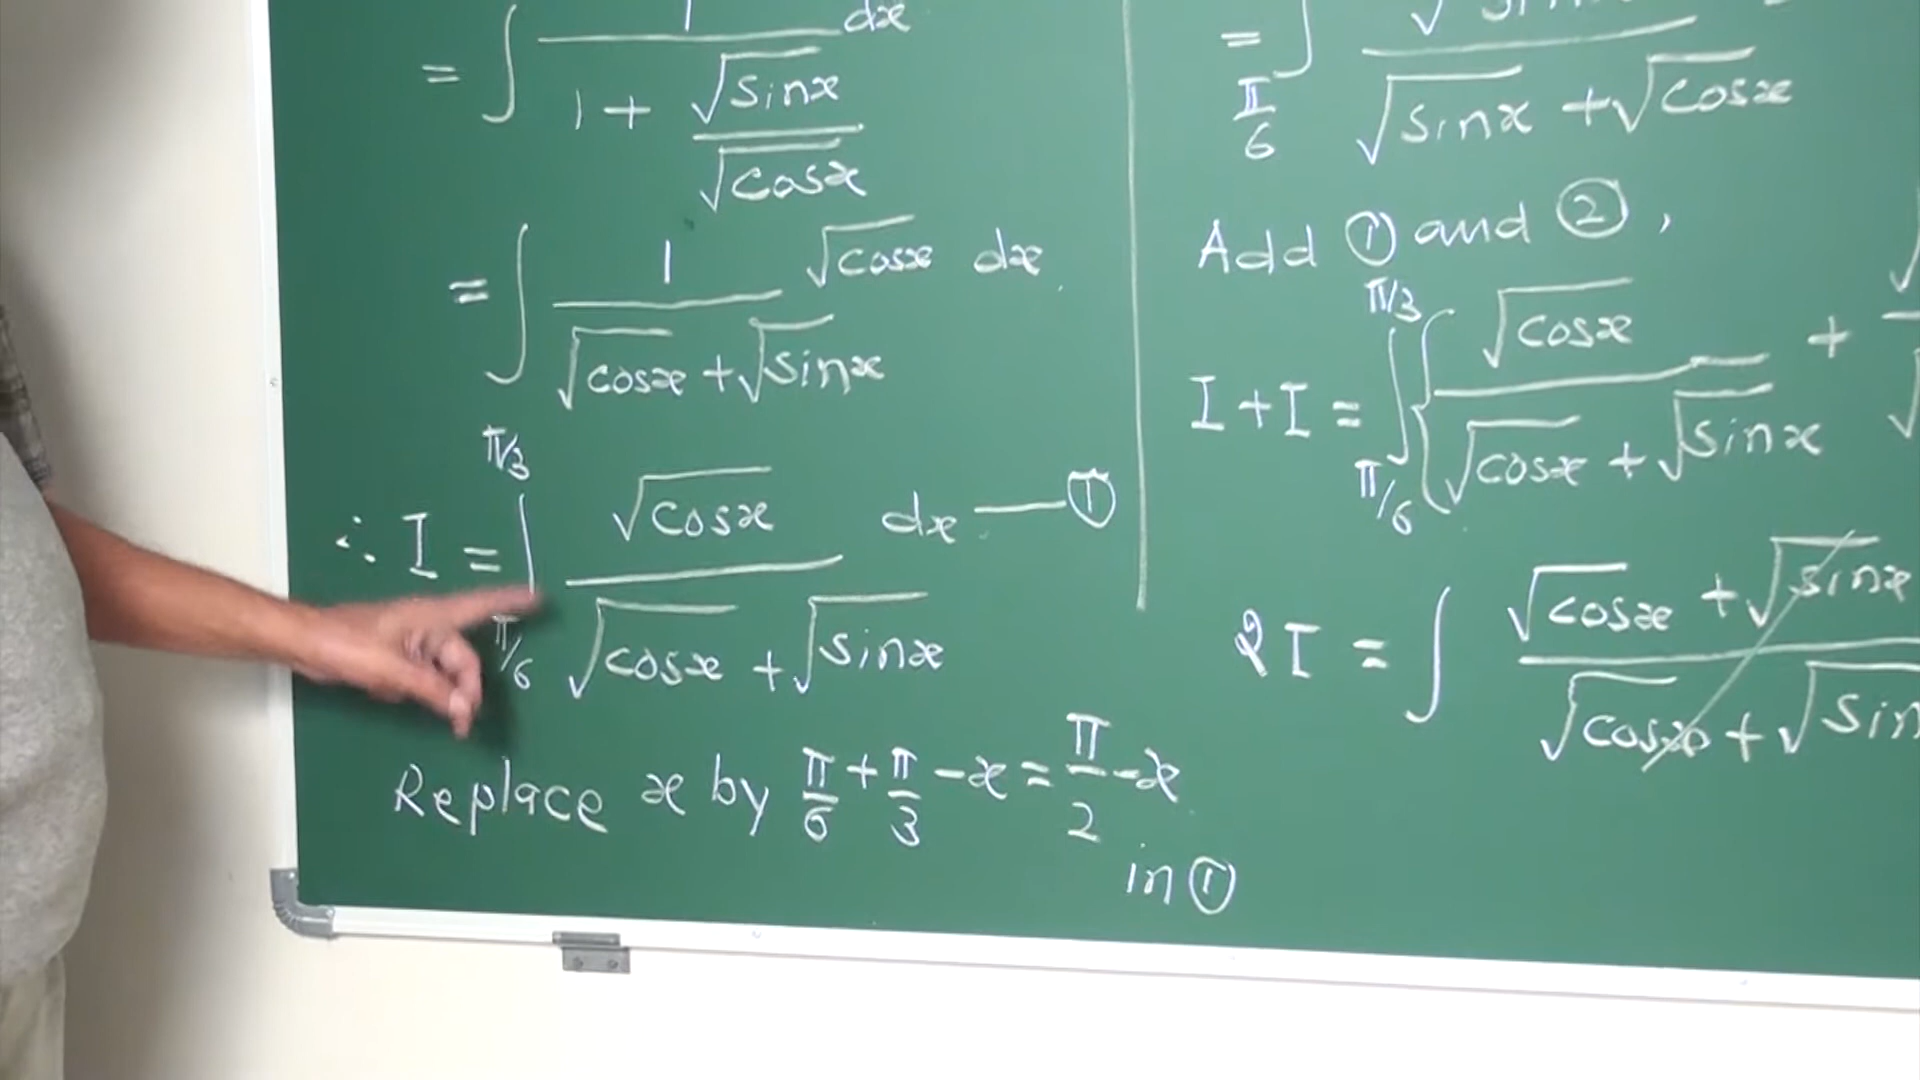 = ∫ 1 dx
1 + √sinx
√cosx
= ∫ 1 √cosx dx
√cosx + √sinx
π/3
∴ I = ∫ √cosx dx — ①
π/6 √cosx + √sinx
Replace x by π/6 + π/3 - x = π/2 - x
in ①
= ∫
π/6 √sinx + √cosx
Add ① and ②,
π/3
I + I = ∫ { √cosx +
π/6 √cosx + √sinx
2I = ∫ √cosx + √sinx
√cosx + √sin